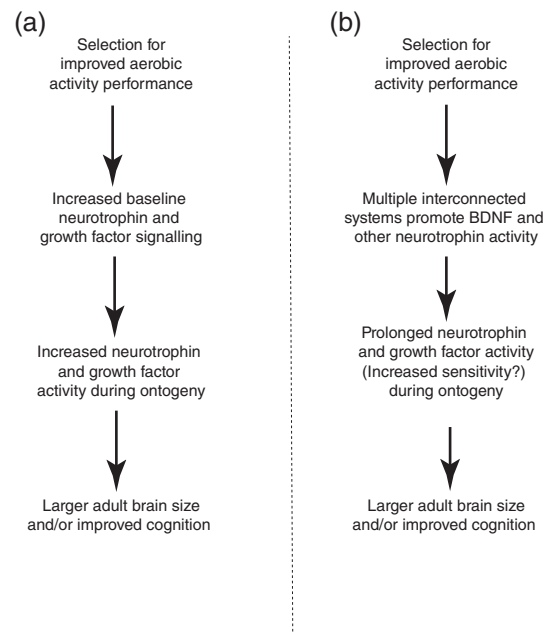 (a)
Selection for
improved aerobic
activity performance
Increased baseline
neurotrophin and
growth factor signalling
Increased neurotrophin
and growth factor
activity during ontogeny
Larger adult brain size
and/or improved cognition
(b)
Selection for
improved aerobic
activity performance
Multiple interconnected
systems promote BDNF and
other neurotrophin activity
Prolonged neurotrophin
and growth factor activity
(Increased sensitivity?)
during ontogeny
Larger adult brain size
and/or improved cognition